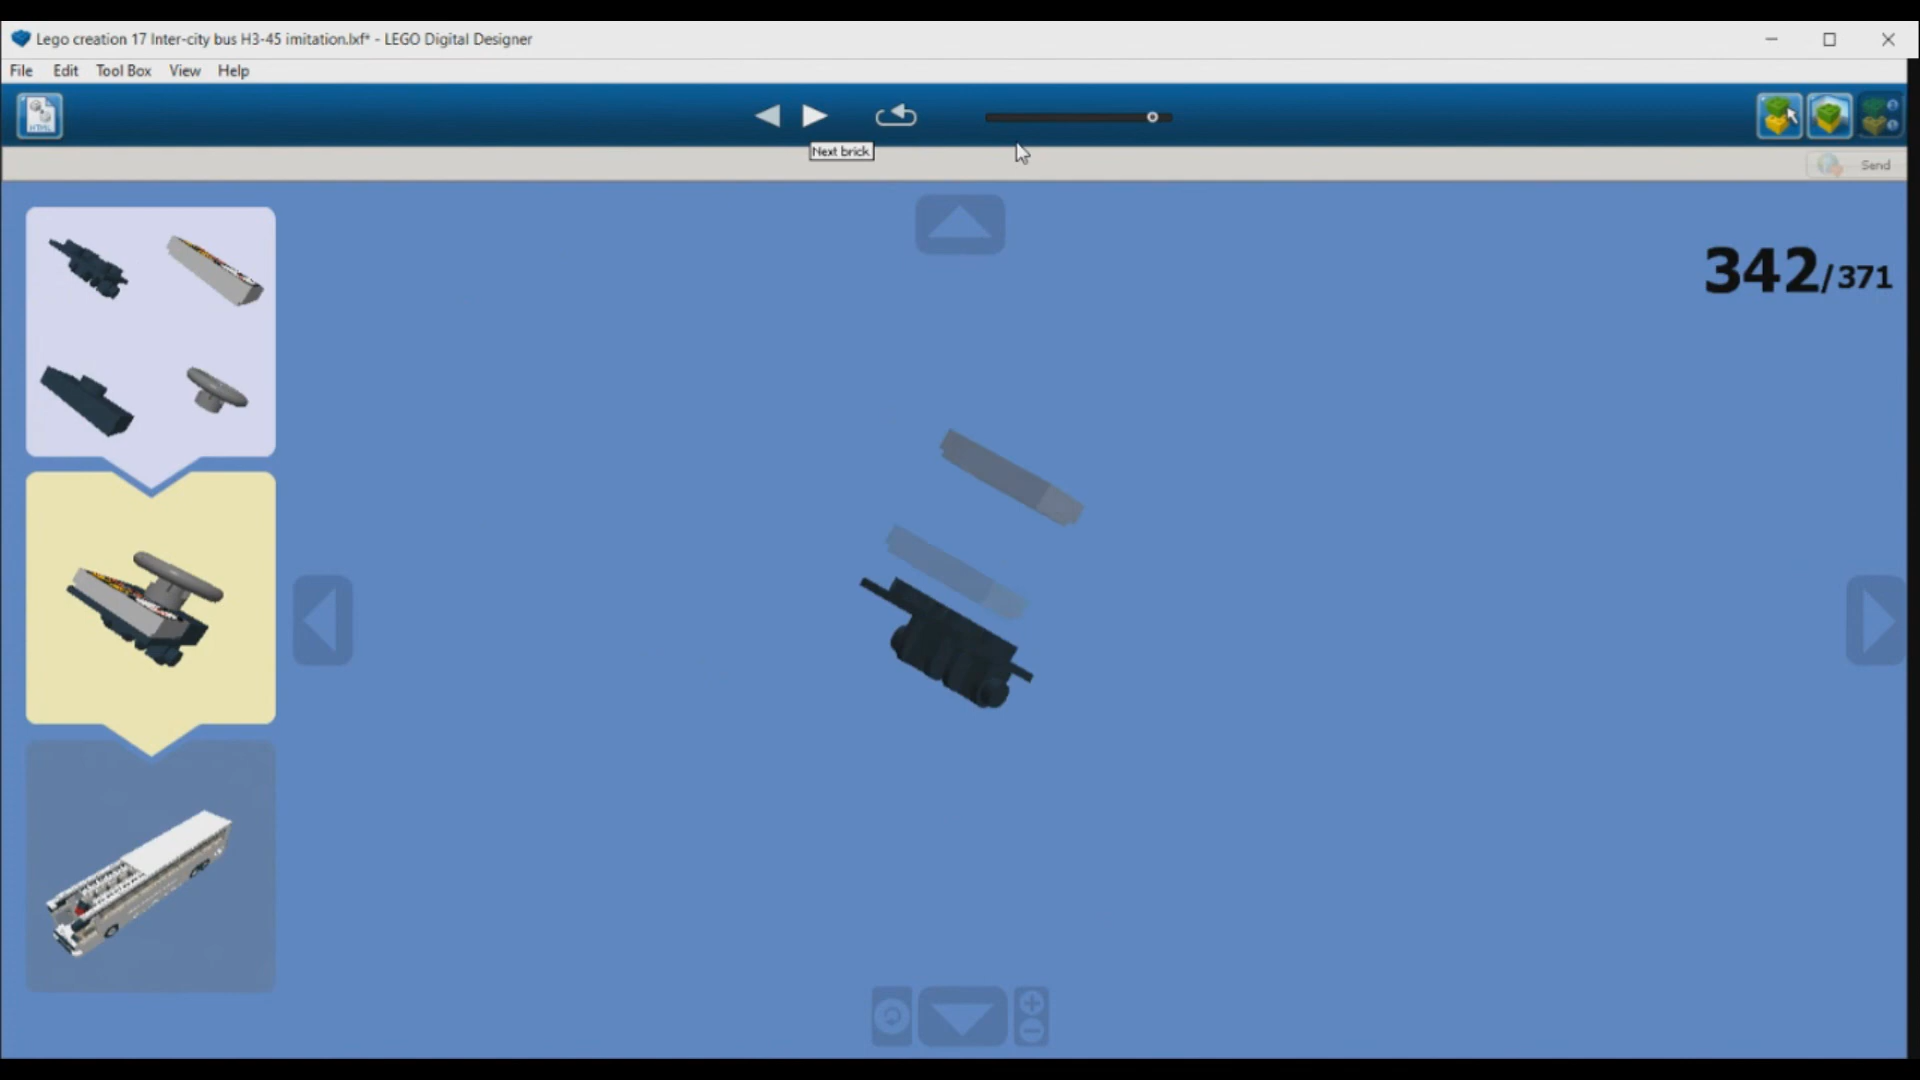 Lego creation 17 Inter-city bus H3-45 imitation.lxf* - LEGO Digital Designer
File Edit Tool Box View Help
HTML
Next brick
Send
342/371